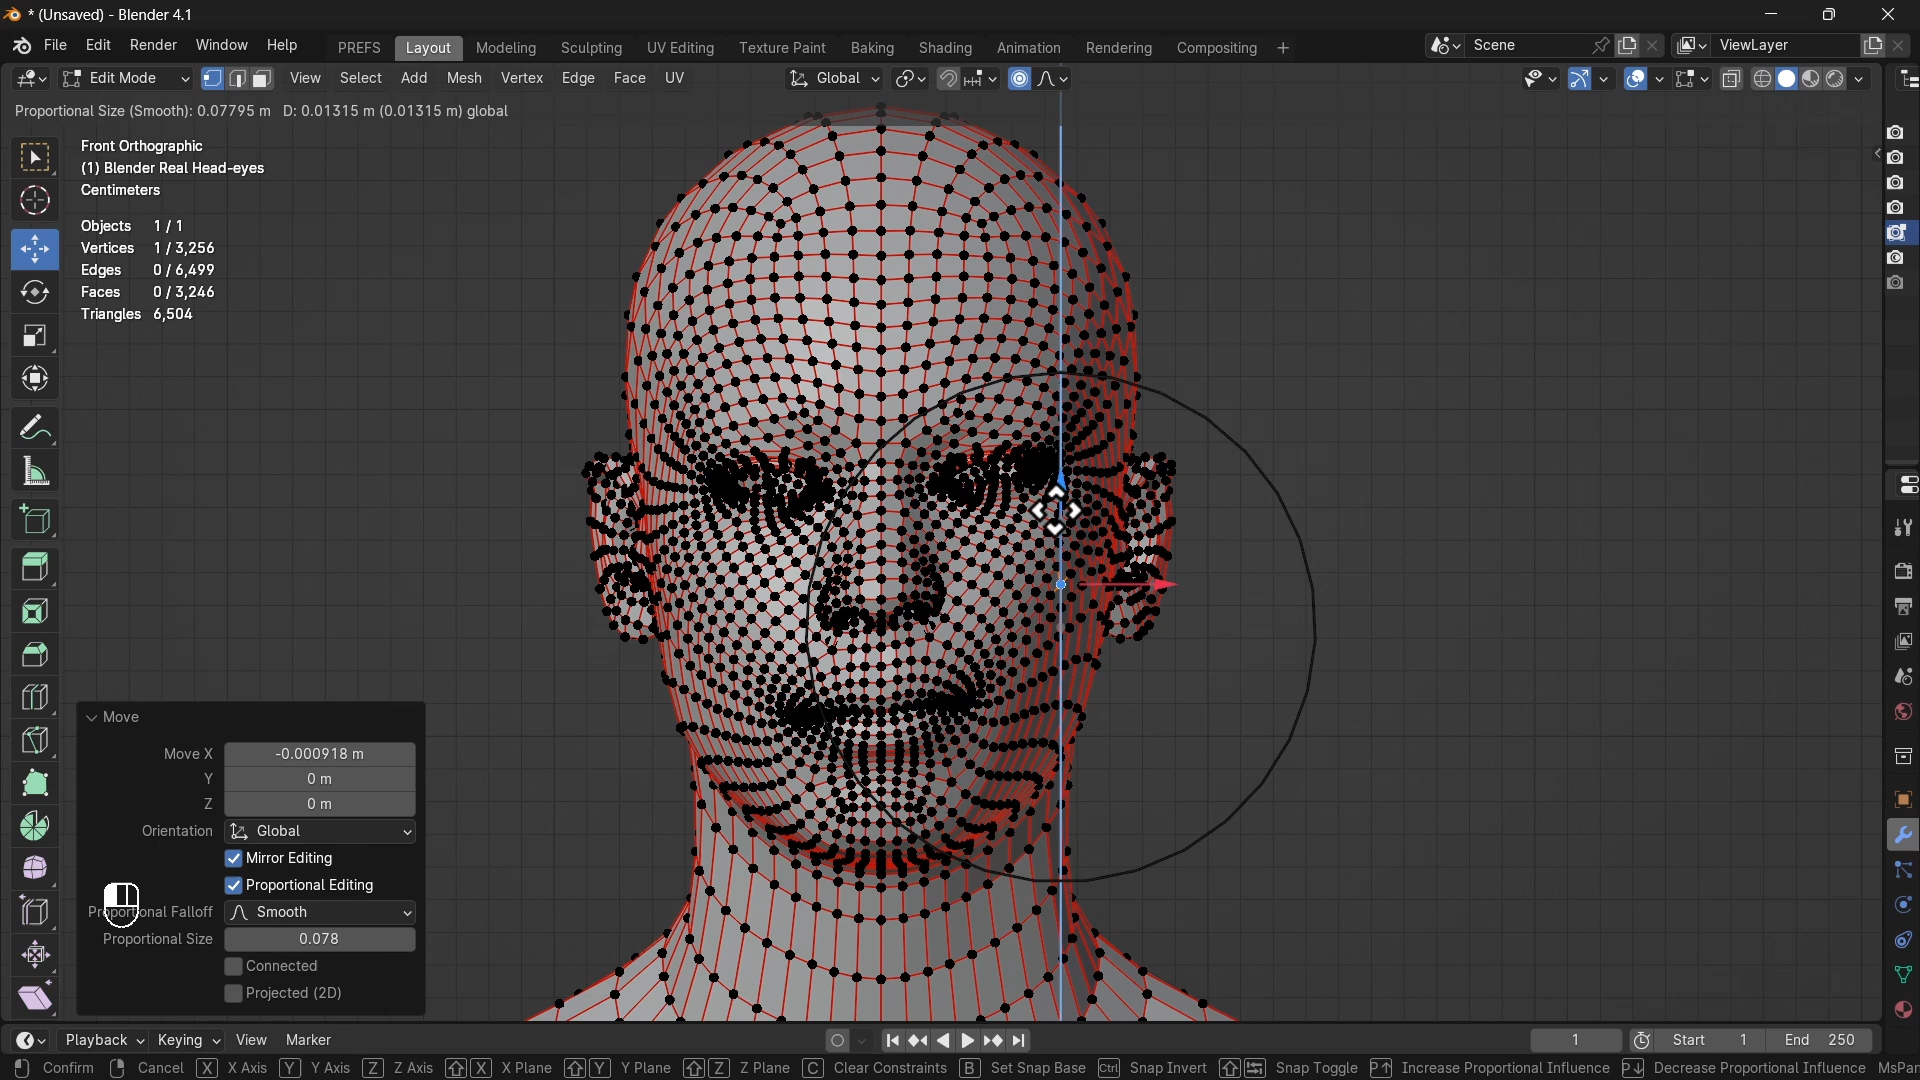 * (Unsaved) - Blender 4.1
File Edit Render Window Help PREFS Layout Modeling Sculpting UV Editing Texture Paint Baking Shading Animation Rendering Compositing + Scene ViewLayer
Edit Mode View Select Add Mesh Vertex Edge Face UV Global
Proportional Size (Smooth): 0.07795 m D: 0.01315 m (0.01315 m) global
Front Orthographic
(1) Blender Real Head-eyes
Centimeters
Objects 1 / 1
Vertices 1 / 3,256
Edges 0 / 6,499
Faces 0 / 3,246
Triangles 6,504
Move
Move X -0.000918 m
Y 0 m
Z 0 m
Orientation Global
Mirror Editing
Proportional Editing
Proportional Falloff Smooth
Proportional Size 0.078
Connected
Projected (2D)
Playback Keying View Marker 1 Start 1 End 250
Confirm Cancel X X Axis Y Y Axis Z Z Axis X X Plane Y Y Plane Z Z Plane C Clear Constraints B Set Snap Base Ctrl Snap Invert Snap Toggle P Increase Proportional Influence P Decrease Proportional Influence MsPan